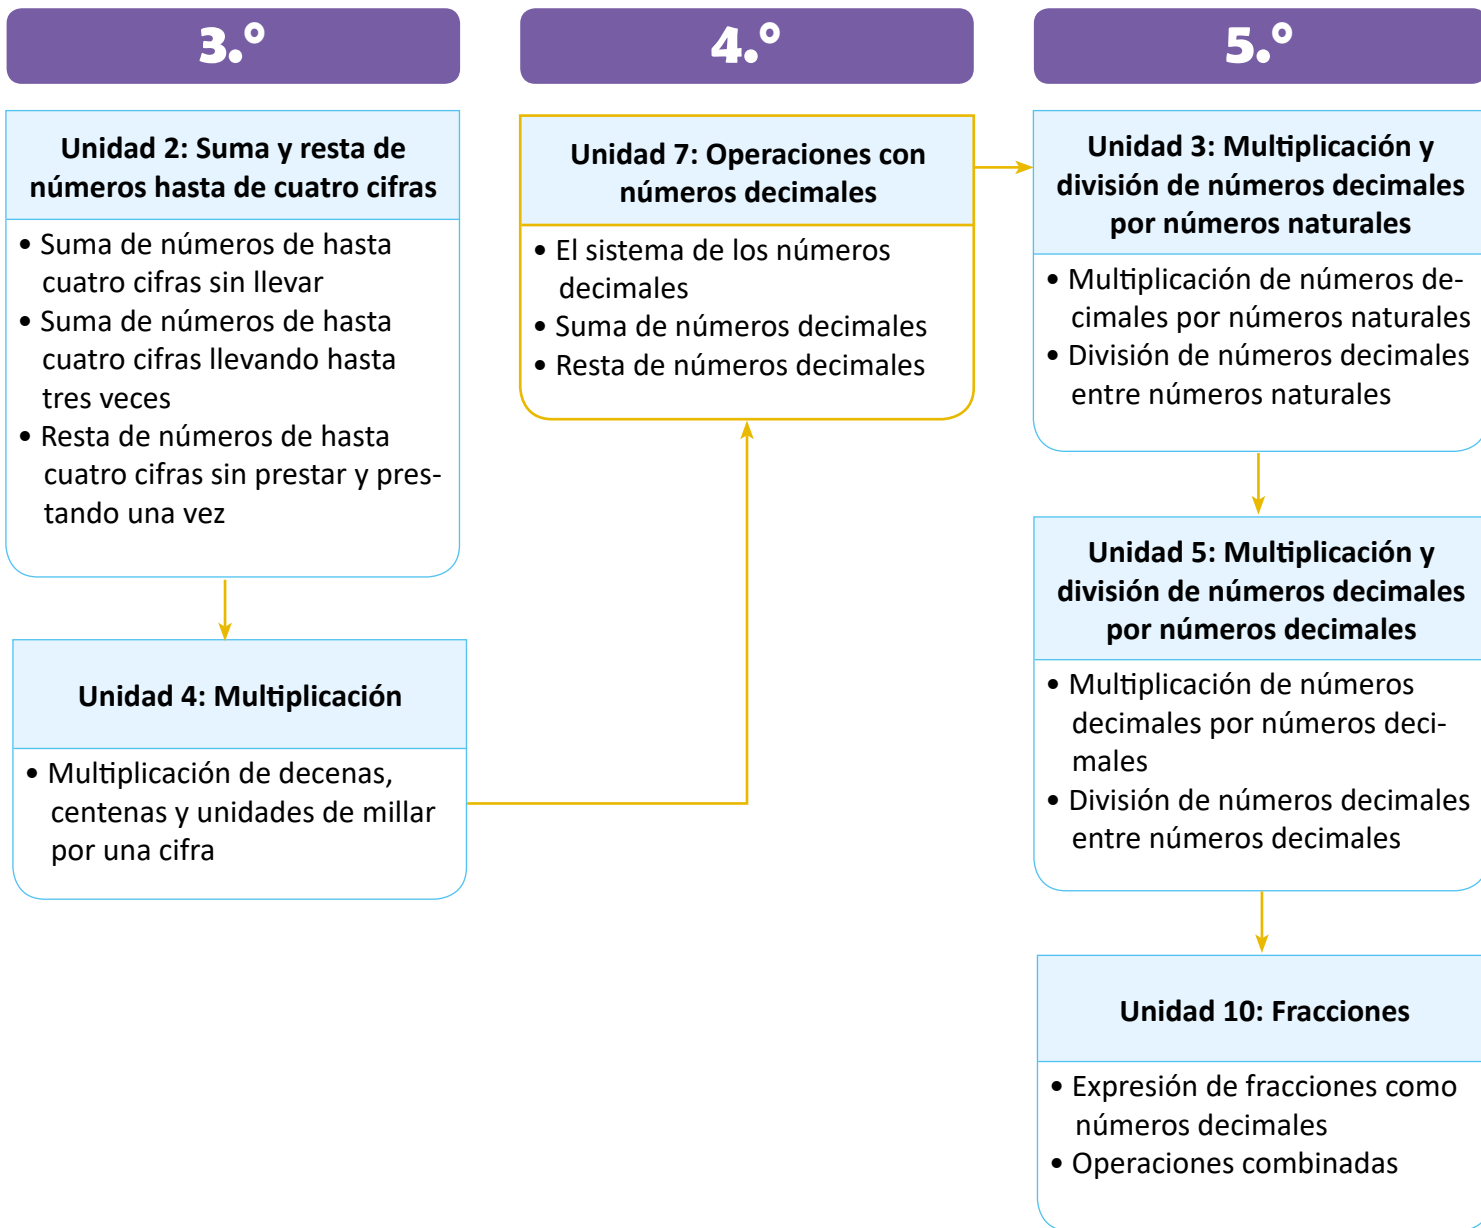 3.º
4.º
5.º
Unidad 2: Suma y resta de
números hasta de cuatro cifras
• Suma de números de hasta
cuatro cifras sin llevar
• Suma de números de hasta
cuatro cifras llevando hasta
tres veces
• Resta de números de hasta
cuatro cifras sin prestar y pres-
tando una vez
Unidad 4: Multiplicación
• Multiplicación de decenas,
centenas y unidades de millar
por una cifra
Unidad 7: Operaciones con
números decimales
• El sistema de los números
decimales
• Suma de números decimales
• Resta de números decimales
Unidad 3: Multiplicación y
división de números decimales
por números naturales
• Multiplicación de números de-
cimales por números naturales
• División de números decimales
entre números naturales
Unidad 5: Multiplicación y
división de números decimales
por números decimales
• Multiplicación de números
decimales por números deci-
males
• División de números decimales
entre números decimales
Unidad 10: Fracciones
• Expresión de fracciones como
números decimales
• Operaciones combinadas